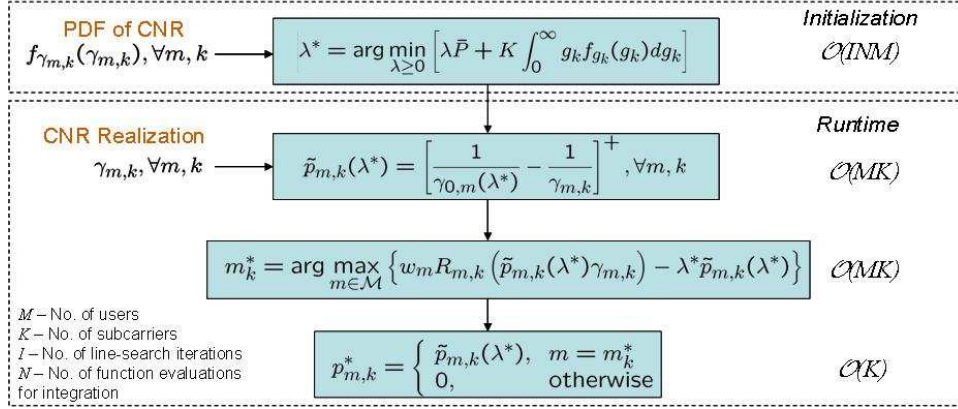 PDF of CNR
f_{γ_{m,k}}(γ_{m,k}), ∀m, k
λ* = arg min_{λ≥0} [λP̄ + K ∫_0^∞ g_k f_{g_k}(g_k) dg_k]
Initialization
𝒪(INM)
CNR Realization
γ_{m,k}, ∀m, k
p̃_{m,k}(λ*) = [1/γ_{0,m}(λ*) − 1/γ_{m,k}]^+, ∀m, k
Runtime
𝒪(MK)
m*_k = arg max_{m∈ℳ} {w_m R_{m,k} (p̃_{m,k}(λ*)γ_{m,k}) − λ* p̃_{m,k}(λ*)}
𝒪(MK)
M – No. of users
K – No. of subcarriers
I – No. of line-search iterations
N – No. of function evaluations
for integration
p*_{m,k} = { p̃_{m,k}(λ*), m = m*_k
0, otherwise
𝒪(K)